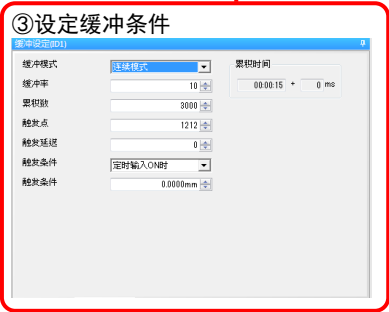 ③设定缓冲条件
缓冲设定(ID1)
缓冲模式 连续模式
缓冲率 10
累积数 3000
触发点 1212
触发延迟 0
触发条件 定时输入ON时
触发条件 0.0000mm
累积时间
00:00:15 + 0 ms